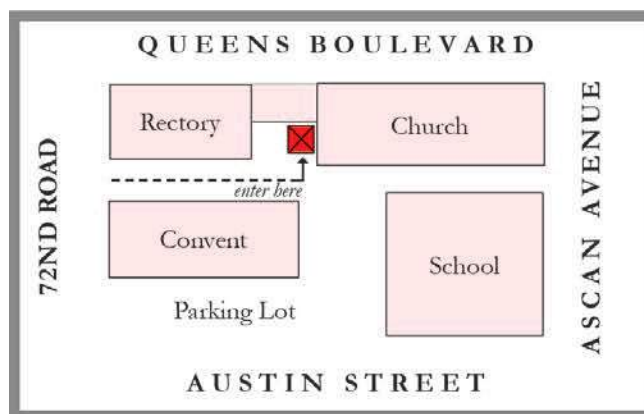 QUEENS BOULEVARD
Rectory
Church
72ND ROAD
enter here
ASCAN AVENUE
Convent
School
Parking Lot
AUSTIN STREET